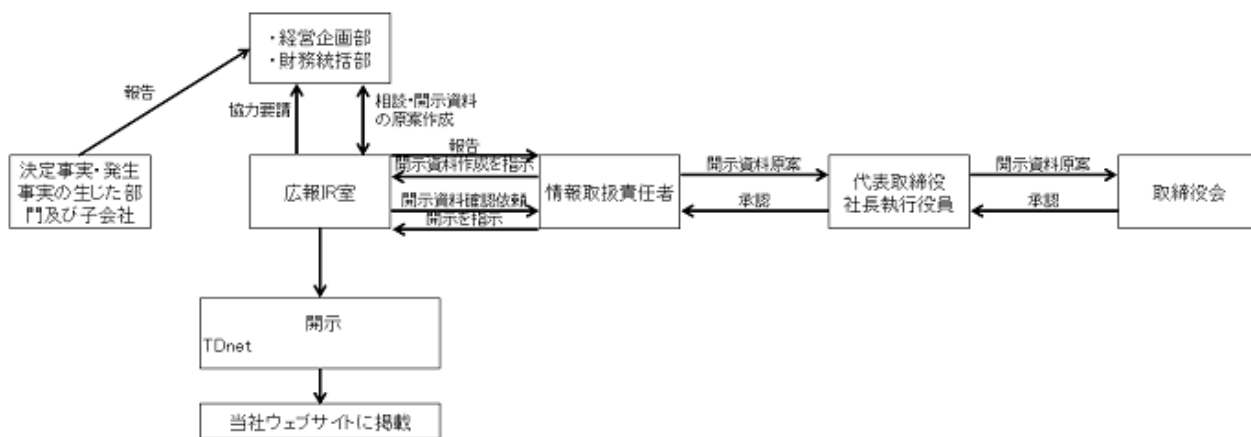 ・経営企画部
・財務統括部
報告
協力要請
相談・開示資料
の原案作成
決定事実・発生
事実の生じた部
門及び子会社
広報IR室
報告
開示資料作成を指示
開示資料確認依頼
開示を指示
情報取扱責任者
開示資料原案
承認
代表取締役
社長執行役員
開示資料原案
承認
取締役会
開示
TDnet
当社ウェブサイトに掲載